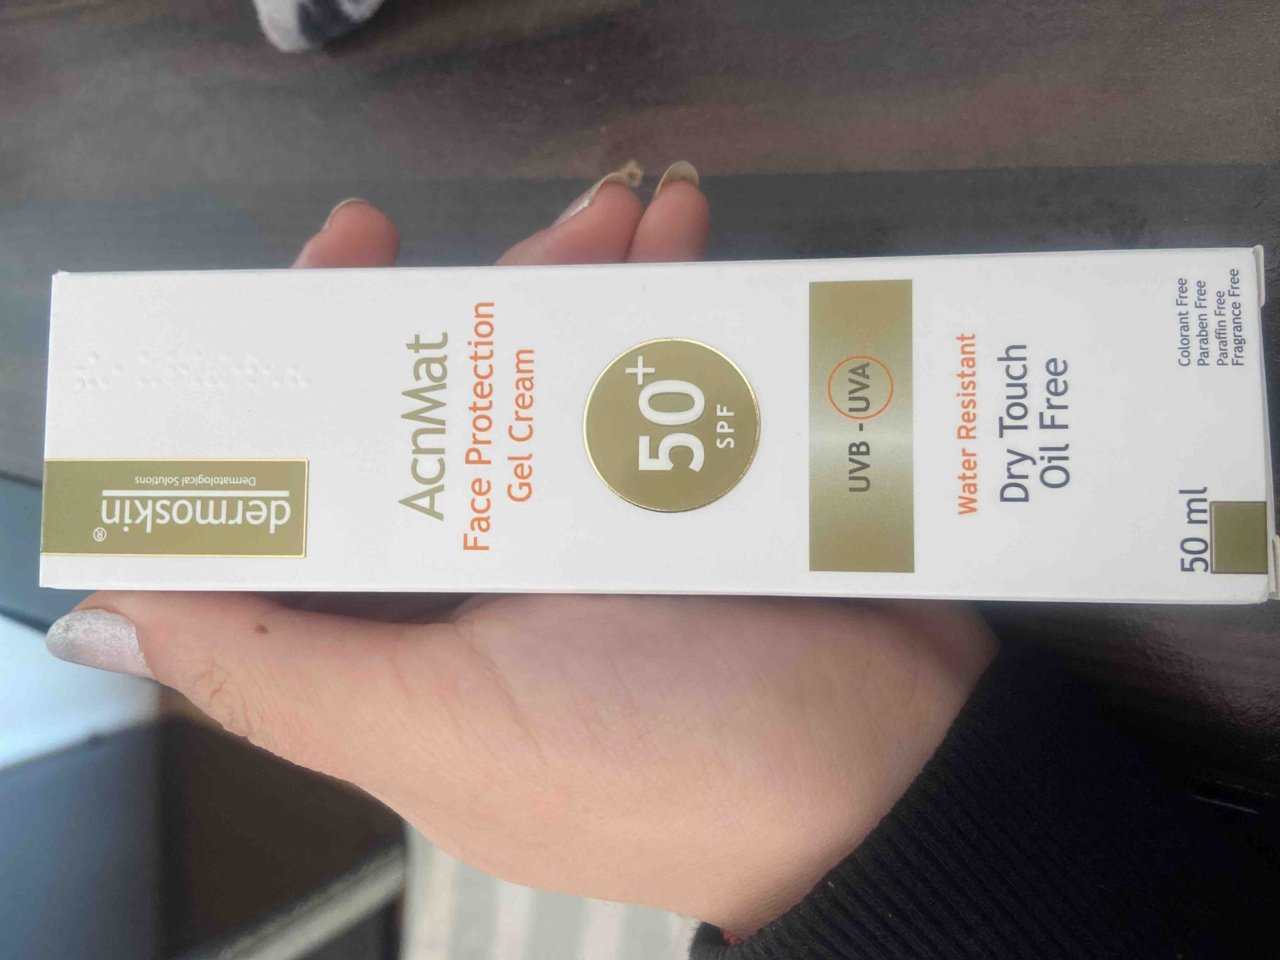 dermoskin®
Dermatological Solutions
AcnMat
Face Protection
Gel Cream
50+
SPF
UVB - UVA
Water Resistant
Dry Touch
Oil Free
50 ml
Colorant Free
Paraben Free
Paraffin Free
Fragrance Free